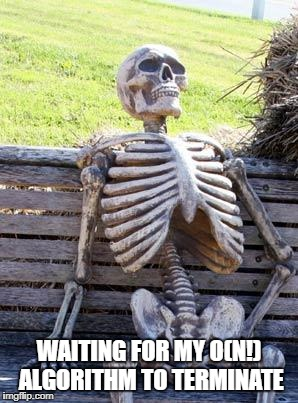 WAITING FOR MY O(N!)
ALGORITHM TO TERMINATE
imgflip.com